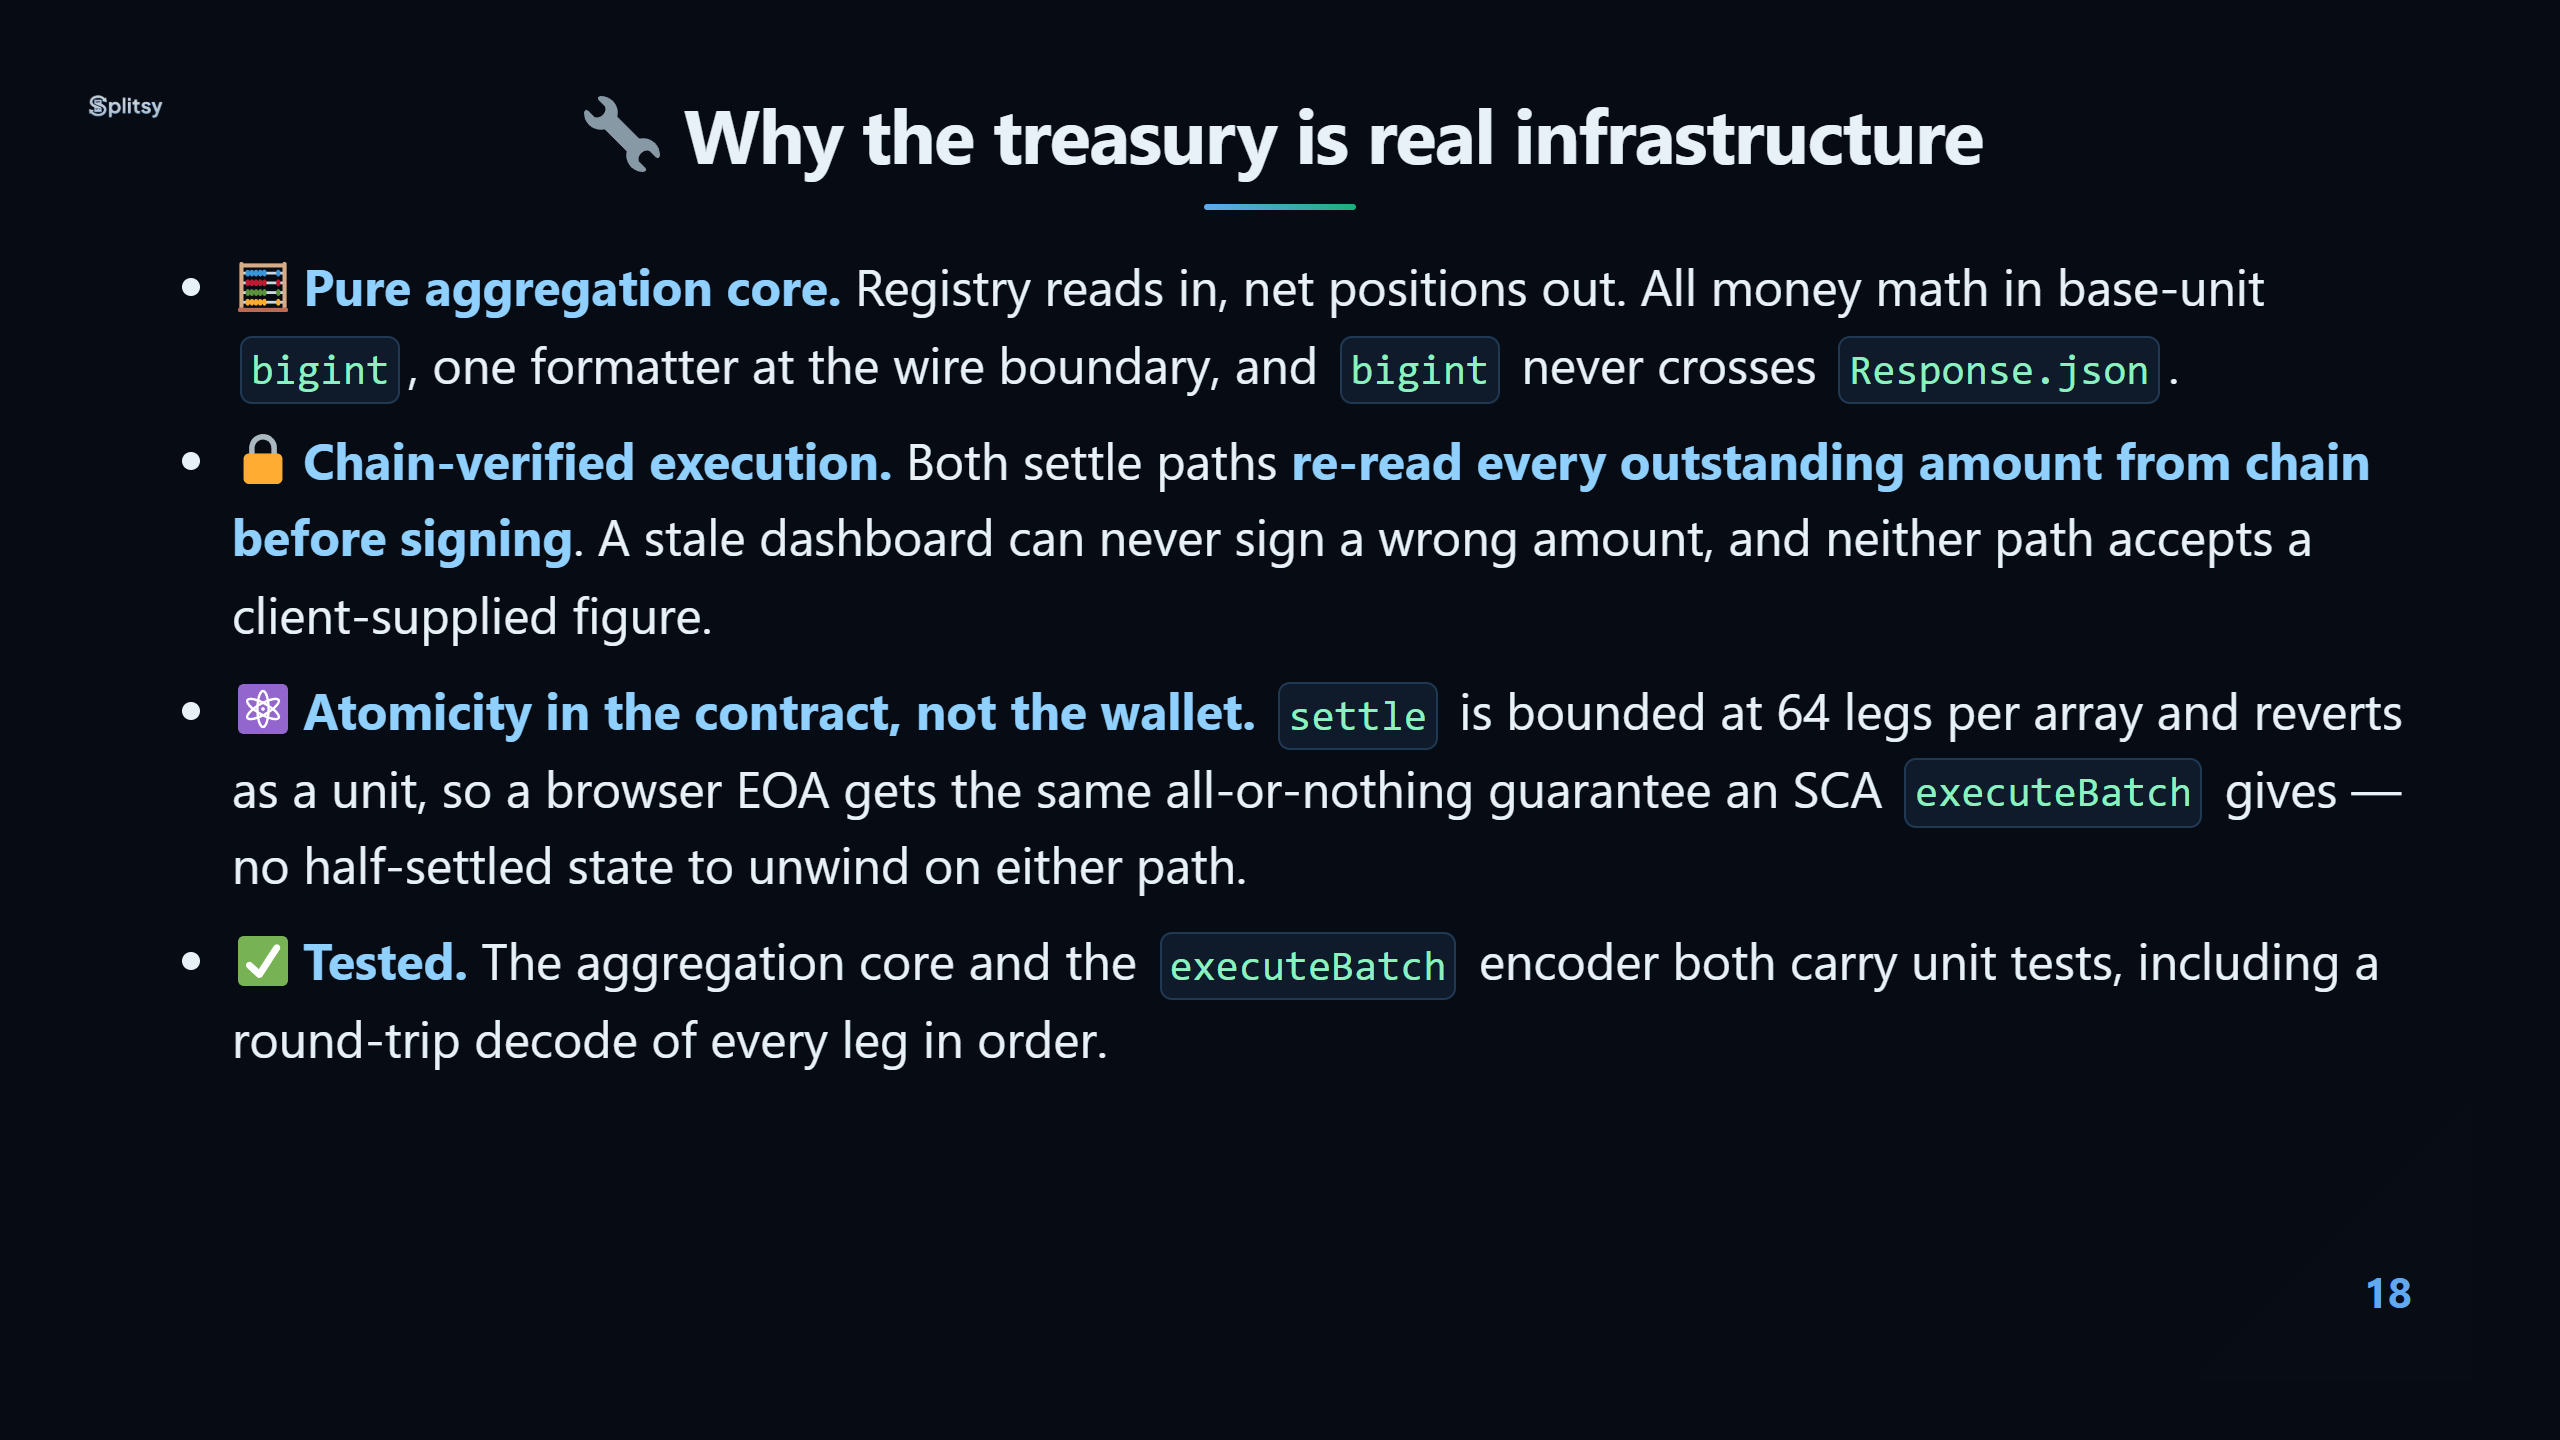 Splitsy
🔧 Why the treasury is real infrastructure
• 🧮 Pure aggregation core. Registry reads in, net positions out. All money math in base-unit
bigint, one formatter at the wire boundary, and bigint never crosses Response.json.
• 🔒 Chain-verified execution. Both settle paths re-read every outstanding amount from chain
before signing. A stale dashboard can never sign a wrong amount, and neither path accepts a
client-supplied figure.
• ⚛️ Atomicity in the contract, not the wallet. settle is bounded at 64 legs per array and reverts
as a unit, so a browser EOA gets the same all-or-nothing guarantee an SCA executeBatch gives —
no half-settled state to unwind on either path.
• ✅ Tested. The aggregation core and the executeBatch encoder both carry unit tests, including a
round-trip decode of every leg in order.
18